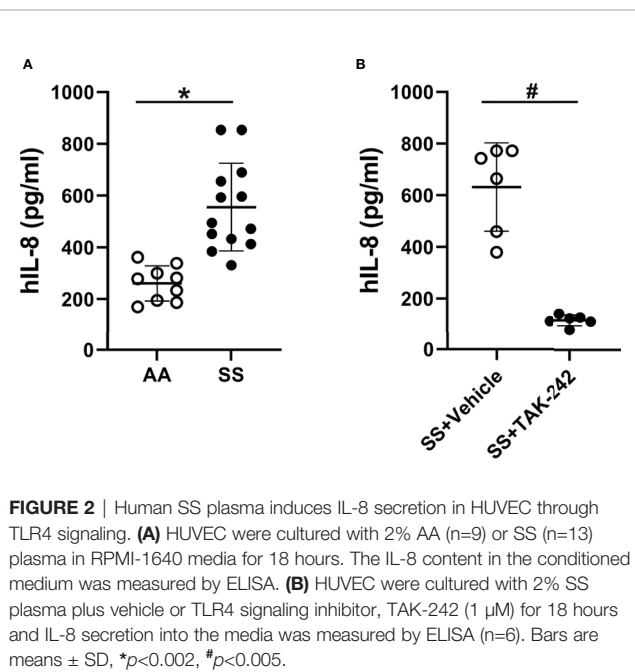 A
B
*
#
1000
800
600
400
200
0
hIL-8 (pg/ml)
AA
SS
1000
800
600
400
200
0
hIL-8 (pg/ml)
SS+Vehicle
SS+TAK-242
FIGURE 2 | Human SS plasma induces IL-8 secretion in HUVEC through
TLR4 signaling. (A) HUVEC were cultured with 2% AA (n=9) or SS (n=13)
plasma in RPMI-1640 media for 18 hours. The IL-8 content in the conditioned
medium was measured by ELISA. (B) HUVEC were cultured with 2% SS
plasma plus vehicle or TLR4 signaling inhibitor, TAK-242 (1 µM) for 18 hours
and IL-8 secretion into the media was measured by ELISA (n=6). Bars are
means ± SD, *p<0.002, #p<0.005.